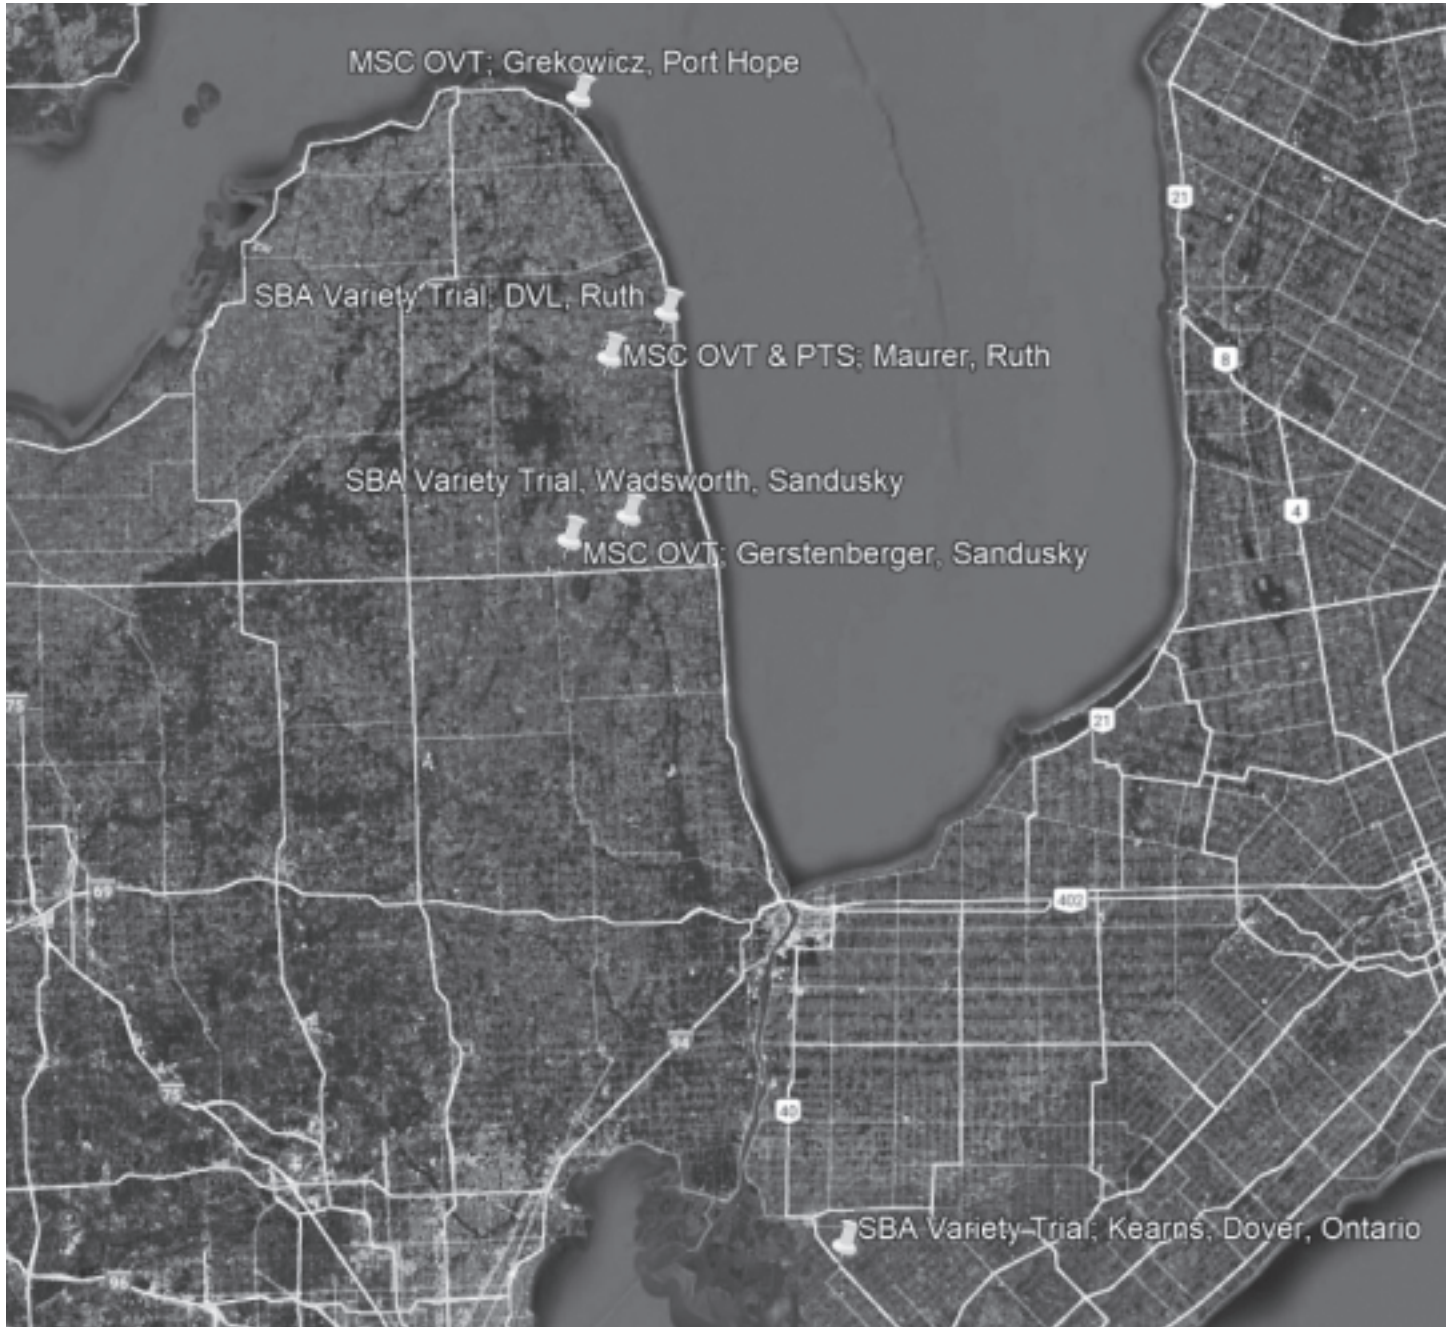 MSC OVT; Grekowicz, Port Hope
21
SBA Variety Trial; DVL, Ruth
MSC OVT & PTS; Maurer, Ruth
8
SBA Variety Trial, Wadsworth, Sandusky
4
MSC OVT; Gerstenberger, Sandusky
75
21
69
402
94
75
40
SBA Variety Trial; Kearns, Dover, Ontario
96